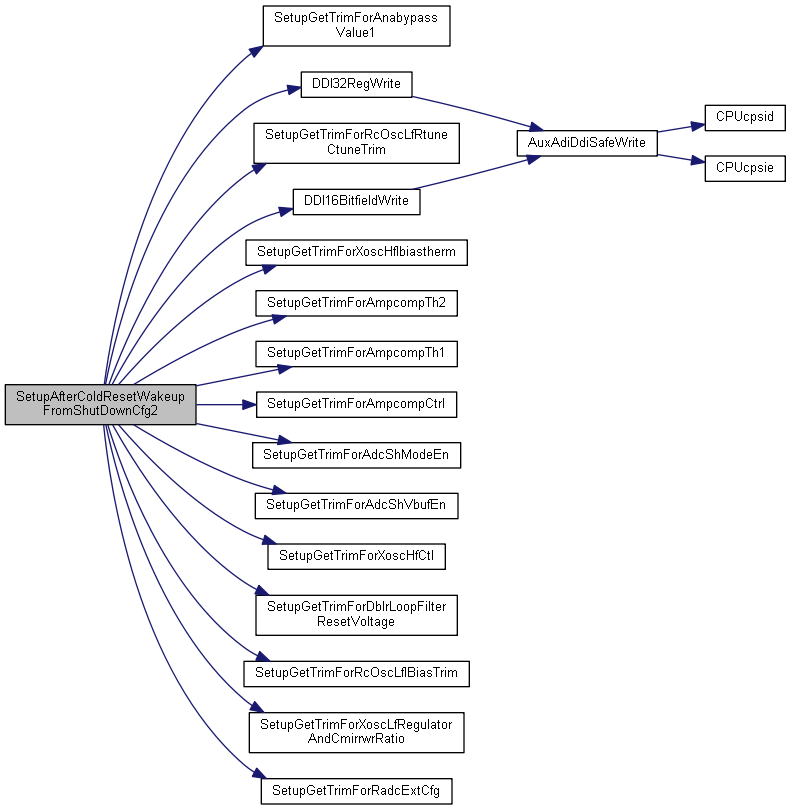 SetupGetTrimForAnabypass
Value1
DDI32RegWrite
CPUcpsid
SetupGetTrimForRcOscLfRtune
CtuneTrim
AuxAdiDdiSafeWrite
CPUcpsie
DDI16BitfieldWrite
SetupGetTrimForXoscHfIbiastherm
SetupGetTrimForAmpcompTh2
SetupGetTrimForAmpcompTh1
SetupAfterColdResetWakeup
FromShutDownCfg2
SetupGetTrimForAmpcompCtrl
SetupGetTrimForAdcShModeEn
SetupGetTrimForAdcShVbufEn
SetupGetTrimForXoscHfCtl
SetupGetTrimForDblrLoopFilter
ResetVoltage
SetupGetTrimForRcOscLfIBiasTrim
SetupGetTrimForXoscLfRegulator
AndCmirrwrRatio
SetupGetTrimForRadcExtCfg